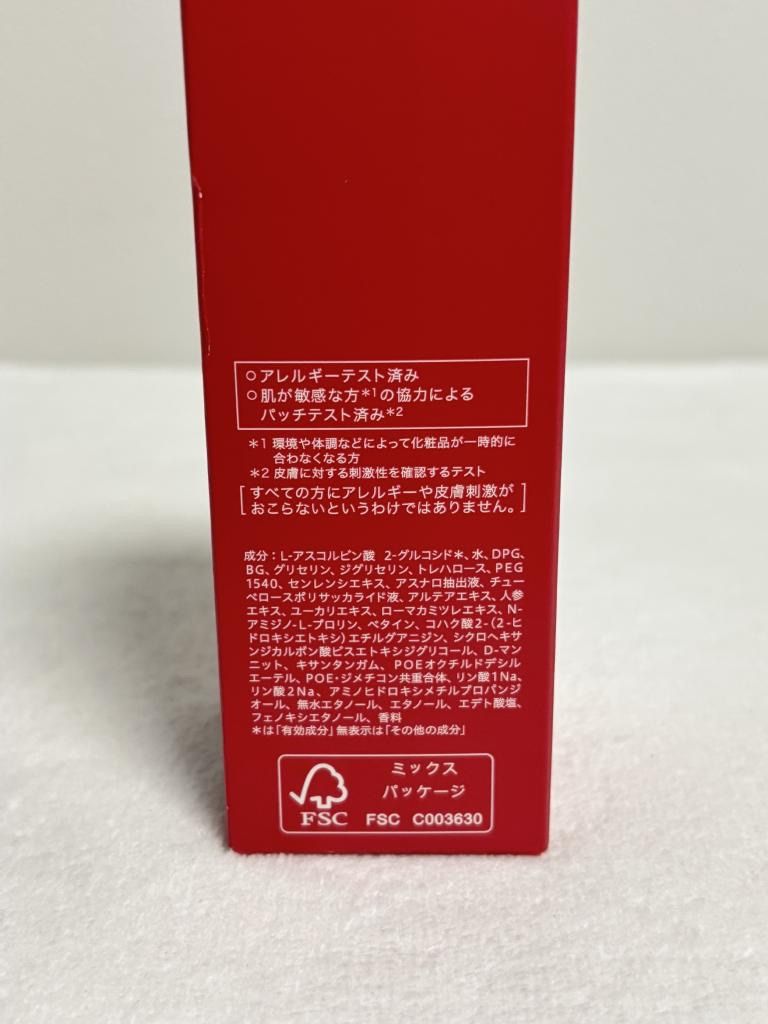 ○アレルギーテスト済み
○肌が敏感な方*1の協力による
パッチテスト済み*2
*1 環境や体調などによって化粧品が一時的に
合わなくなる方
*2 皮膚に対する刺激性を確認するテスト
[すべての方にアレルギーや皮膚刺激が
おこらないというわけではありません。]
成分：L-アスコルビン酸 2-グルコシド*、水、DPG、
BG、グリセリン、ジグリセリン、トレハロース、PEG
1540、センレンシエキス、アスナロ抽出液、チュー
ベロースポリサッカライド液、アルテアエキス、人参
エキス、ユーカリエキス、ローマカミツレエキス、N-
アミジノ-L-プロリン、ベタイン、コハク酸2-(2-ヒ
ドロキシエトキシ)エチルグアニジン、シクロヘキサ
ンジカルボン酸ビスエトキシジグリコール、D-マン
ニット、キサンタンガム、POEオクチルドデシル
エーテル、POE・ジメチコン共重合体、リン酸1Na、
リン酸2Na、アミノヒドロキシメチルプロパンジ
オール、無水エタノール、エタノール、エデト酸塩、
フェノキシエタノール、香料
*は「有効成分」無表示は「その他の成分」
ミックス
パッケージ
FSC FSC C003630